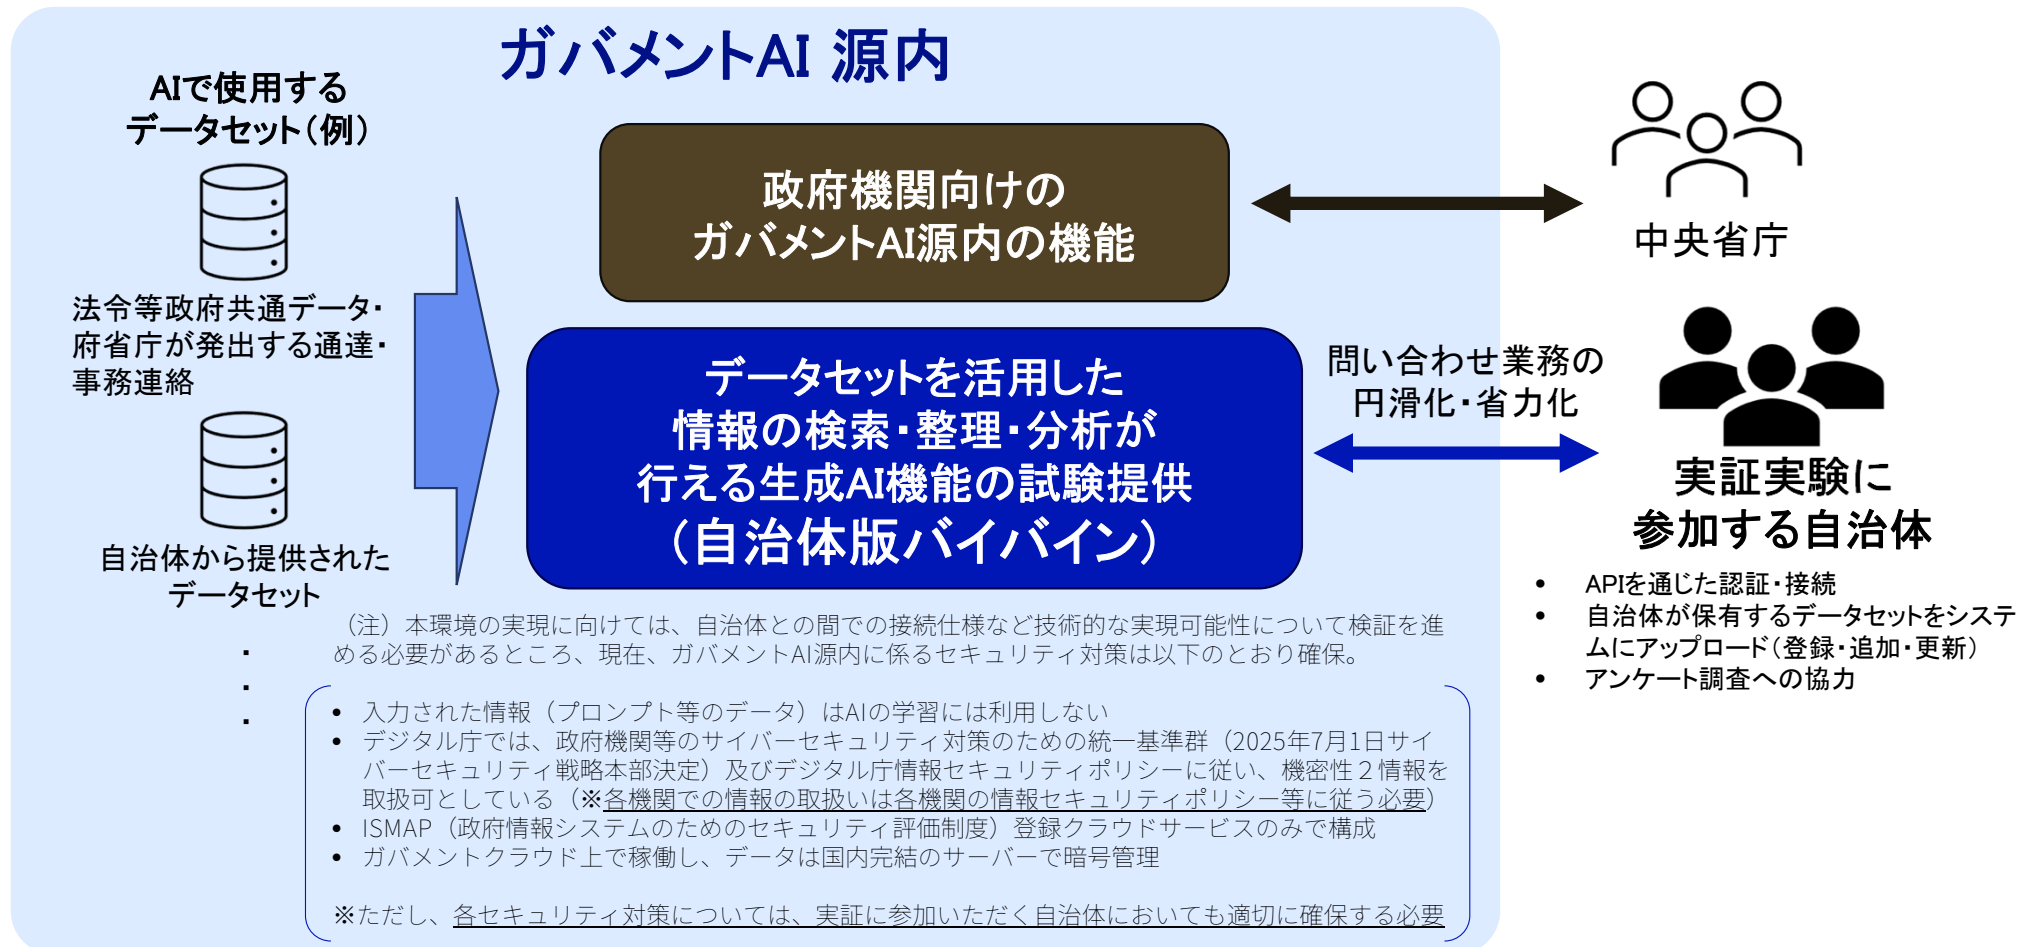 ガバメントAI 源内
AIで使用する
データセット（例）
法令等政府共通データ・
府省庁が発出する通達・
事務連絡
自治体から提供された
データセット
・
・
・
政府機関向けの
ガバメントAI源内の機能
データセットを活用した
情報の検索・整理・分析が
行える生成AI機能の試験提供
（自治体版バイバイン）
中央省庁
問い合わせ業務の
円滑化・省力化
実証実験に
参加する自治体
• APIを通じた認証・接続
• 自治体が保有するデータセットをシステ
ムにアップロード（登録・追加・更新）
• アンケート調査への協力
（注）本環境の実現に向けては、自治体との間での接続仕様など技術的な実現可能性について検証を進
める必要があるところ、現在、ガバメントAI源内に係るセキュリティ対策は以下のとおり確保。
• 入力された情報（プロンプト等のデータ）はAIの学習には利用しない
• デジタル庁では、政府機関等のサイバーセキュリティ対策のための統一基準群（2025年7月1日サイ
バーセキュリティ戦略本部決定）及びデジタル庁情報セキュリティポリシーに従い、機密性２情報を
取扱可としている（※各機関での情報の取扱いは各機関の情報セキュリティポリシー等に従う必要）
• ISMAP（政府情報システムのためのセキュリティ評価制度）登録クラウドサービスのみで構成
• ガバメントクラウド上で稼働し、データは国内完結のサーバーで暗号管理
※ただし、各セキュリティ対策については、実証に参加いただく自治体においても適切に確保する必要